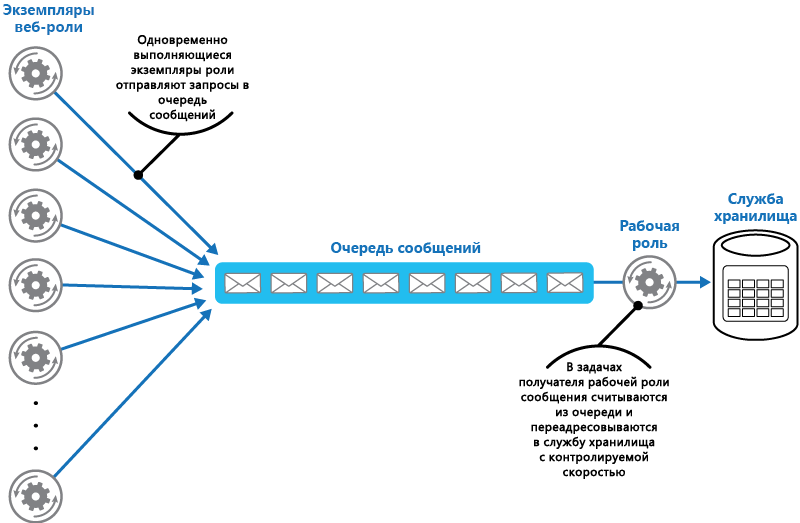 Экземпляры
веб-роли
Одновременно
выполняющиеся
экземпляры роли
отправляют запросы в
очередь
сообщений
Очередь сообщений
Рабочая
роль
Служба
хранилища
В задачах
получателя рабочей роли
сообщения считываются
из очереди и
переадресовываются
в службу хранилища
с контролируемой
скоростью